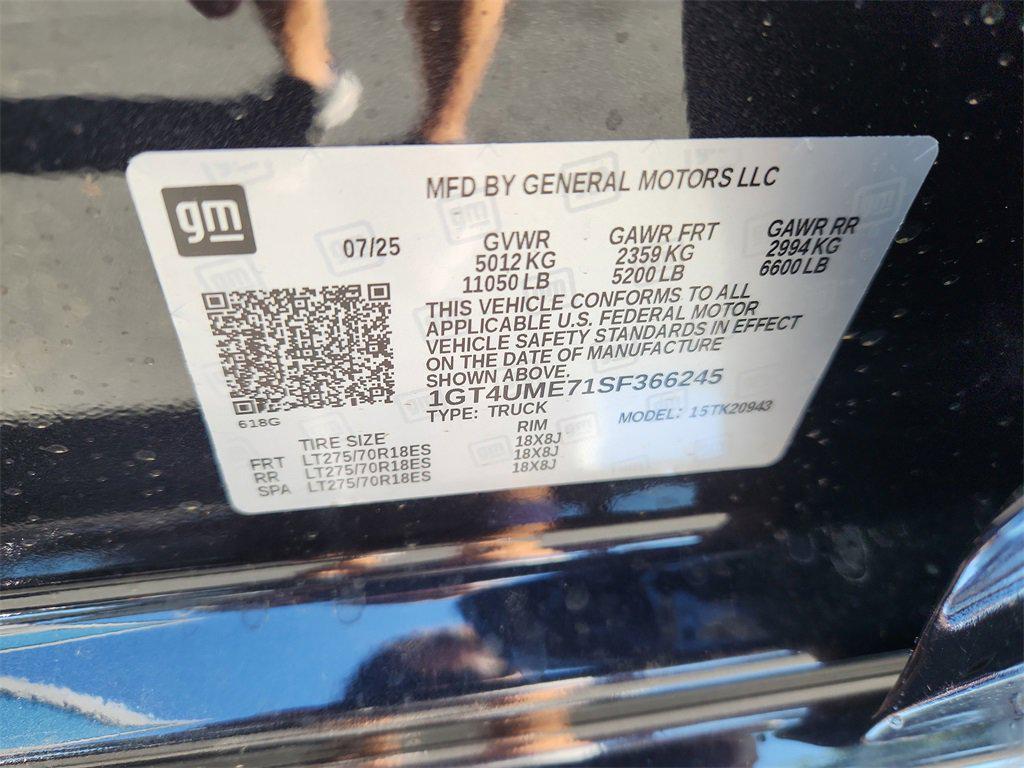 gm
MFD BY GENERAL MOTORS LLC
07/25
GVWR
5012 KG
11050 LB
GAWR FRT
2359 KG
5200 LB
GAWR RR
2994 KG
6600 LB
THIS VEHICLE CONFORMS TO ALL
APPLICABLE U.S. FEDERAL MOTOR
VEHICLE SAFETY STANDARDS IN EFFECT
ON THE DATE OF MANUFACTURE
SHOWN ABOVE.
1GT4UME71SF366245
TYPE: TRUCK
MODEL: 15TK20943
618G
TIRE SIZE RIM
FRT LT275/70R18ES 18X8J
RR LT275/70R18ES 18X8J
SPA LT275/70R18ES 18X8J